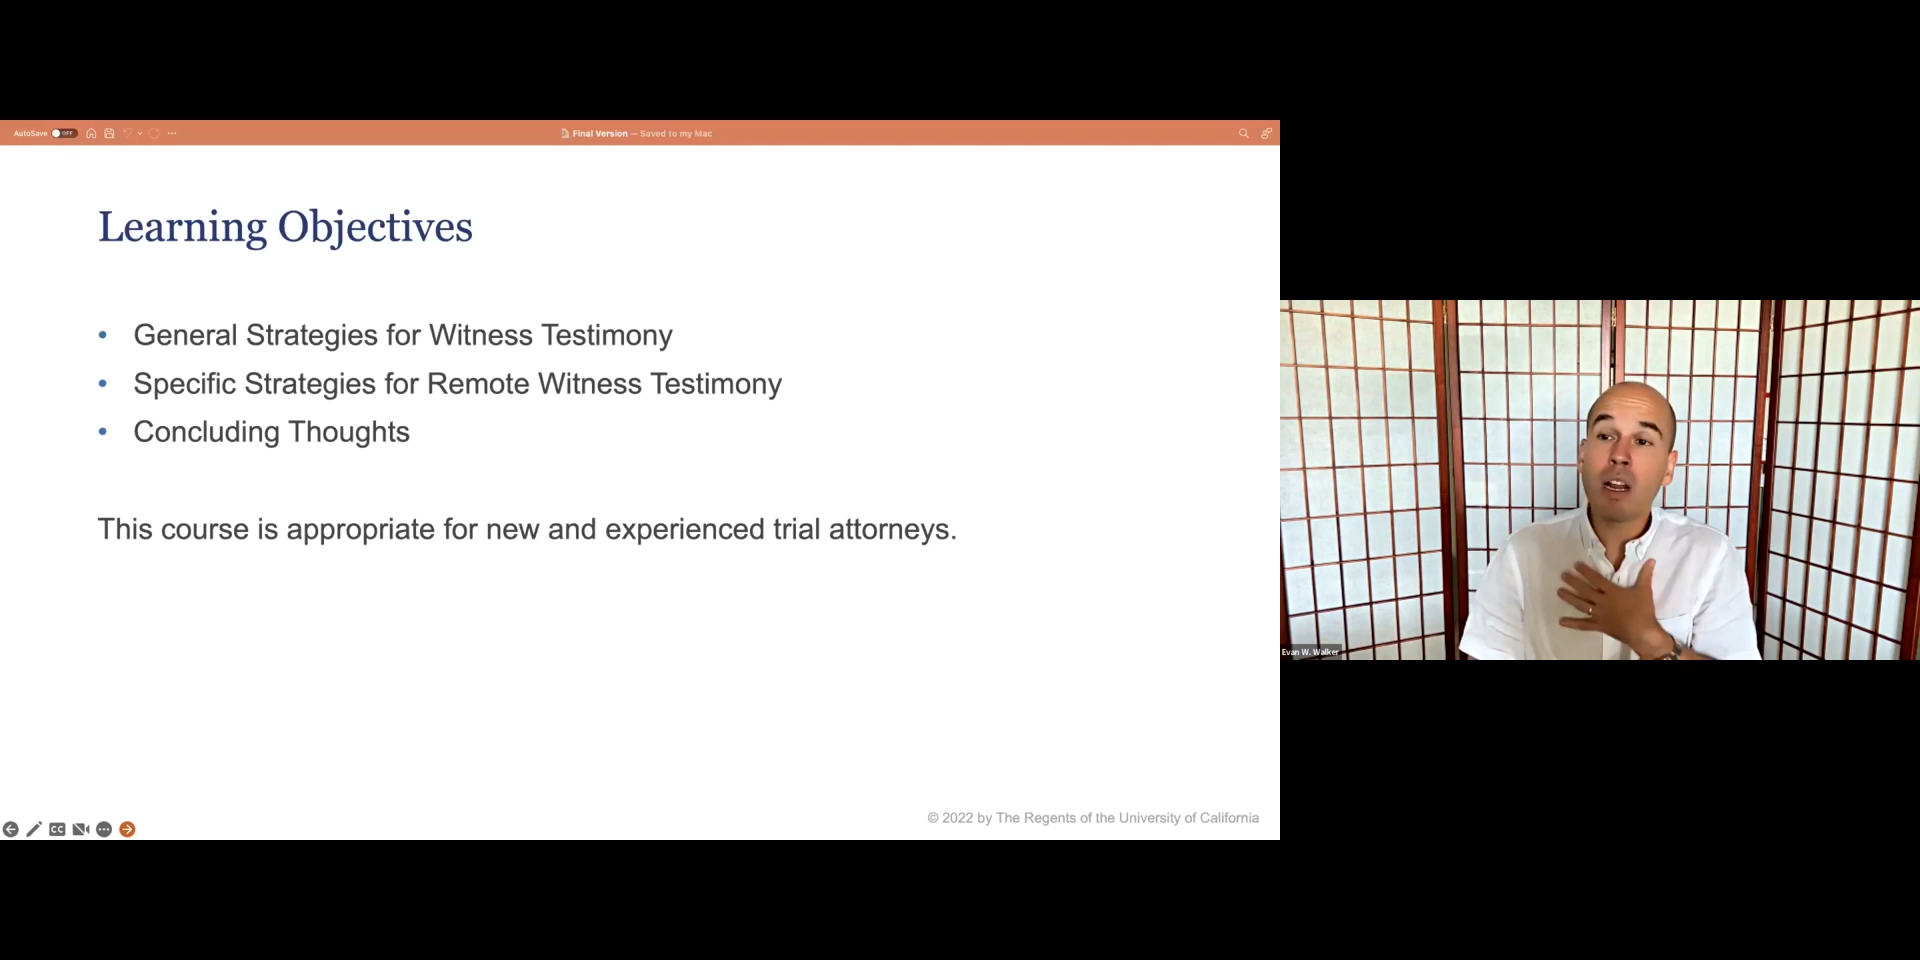 AutoSave OFF
Final Version — Saved to my Mac
Learning Objectives
• General Strategies for Witness Testimony
• Specific Strategies for Remote Witness Testimony
• Concluding Thoughts
This course is appropriate for new and experienced trial attorneys.
© 2022 by The Regents of the University of California
CC
Evan W. Walker